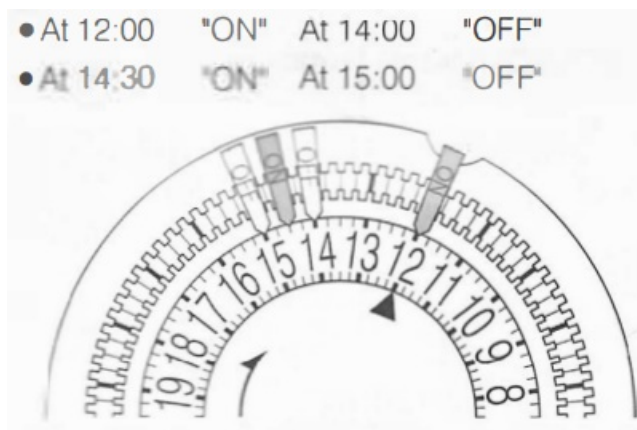 • At 12:00 "ON" At 14:00 "OFF"
• At 14:30 "ON" At 15:00 "OFF"
19 18 17 16 15 14 13 12 11 10 9 8
ON